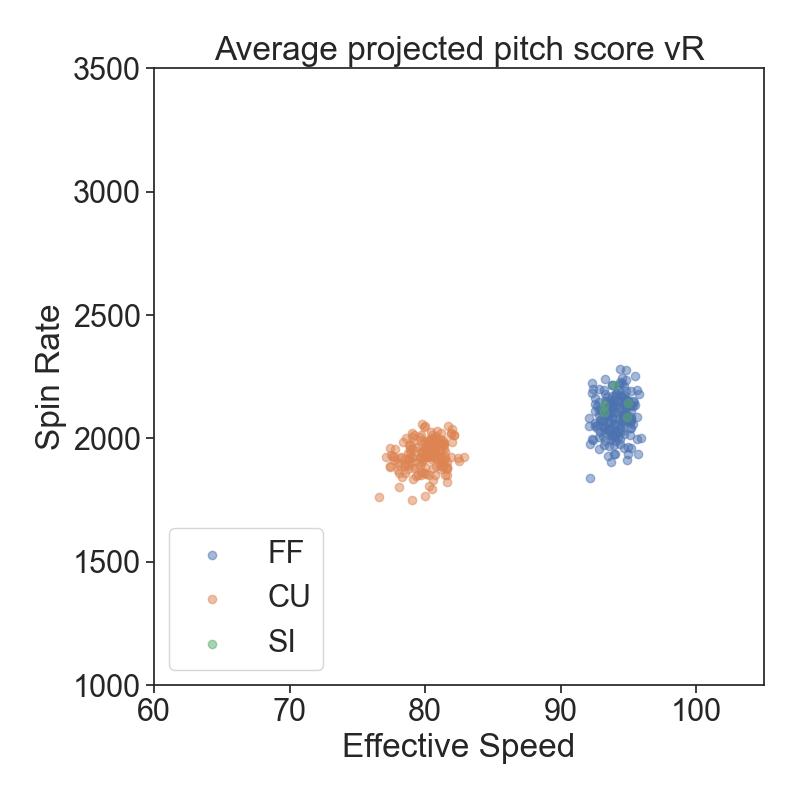 Average projected pitch score vR
3500
3000
2500
2000
1500
1000
Spin Rate
FF
CU
SI
60 70 80 90 100
Effective Speed